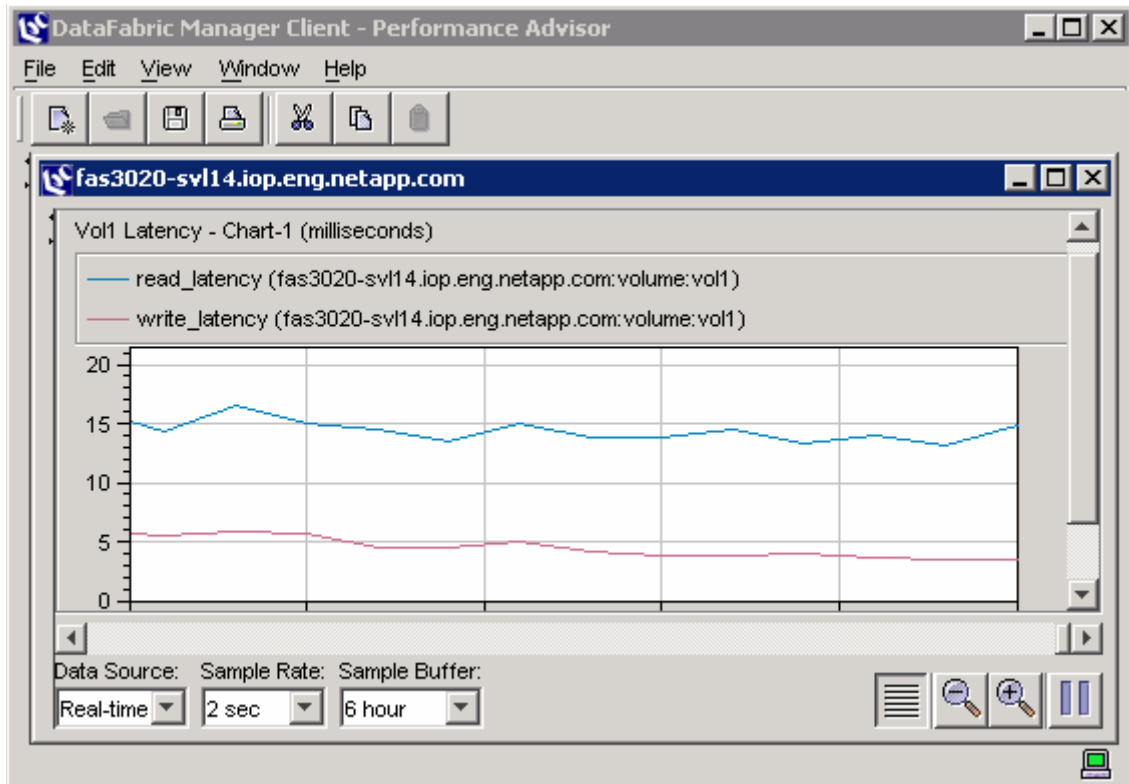 DataFabric Manager Client - Performance Advisor
File Edit View Window Help
fas3020-svl14.iop.eng.netapp.com
Vol1 Latency - Chart-1 (milliseconds)
read_latency (fas3020-svl14.iop.eng.netapp.com:volume:vol1)
write_latency (fas3020-svl14.iop.eng.netapp.com:volume:vol1)
20
15
10
5
0
Data Source: Sample Rate: Sample Buffer:
Real-time 2 sec 6 hour